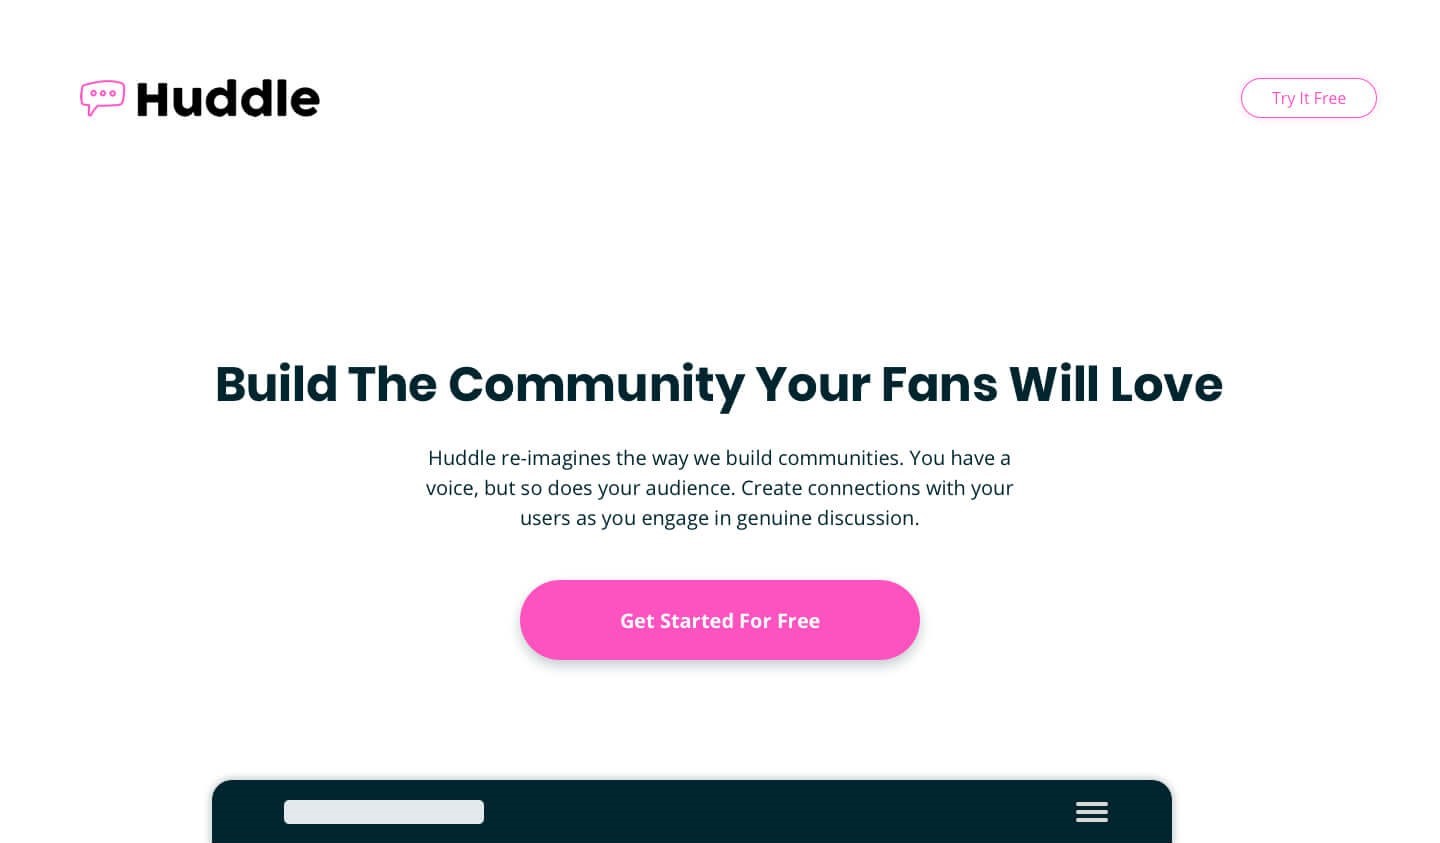 Huddle
Try It Free
Build The Community Your Fans Will Love
Huddle re-imagines the way we build communities. You have a
voice, but so does your audience. Create connections with your
users as you engage in genuine discussion.
Get Started For Free